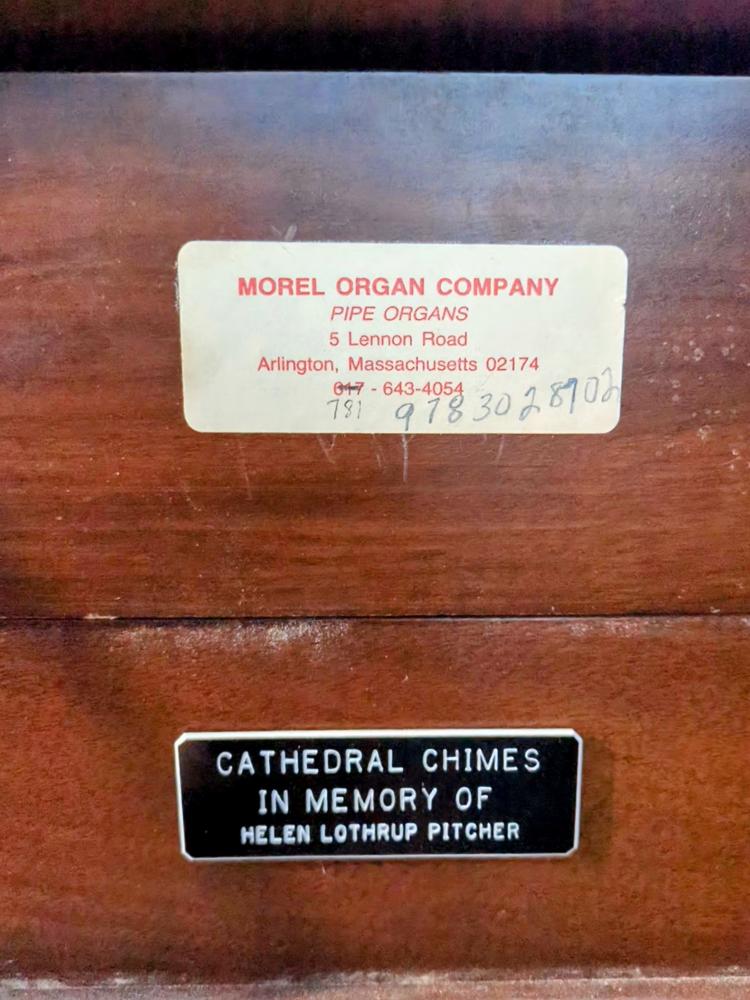 MOREL ORGAN COMPANY
PIPE ORGANS
5 Lennon Road
Arlington, Massachusetts 02174
617 - 643-4054
781 9783028902
CATHEDRAL CHIMES
IN MEMORY OF
HELEN LOTHRUP PITCHER